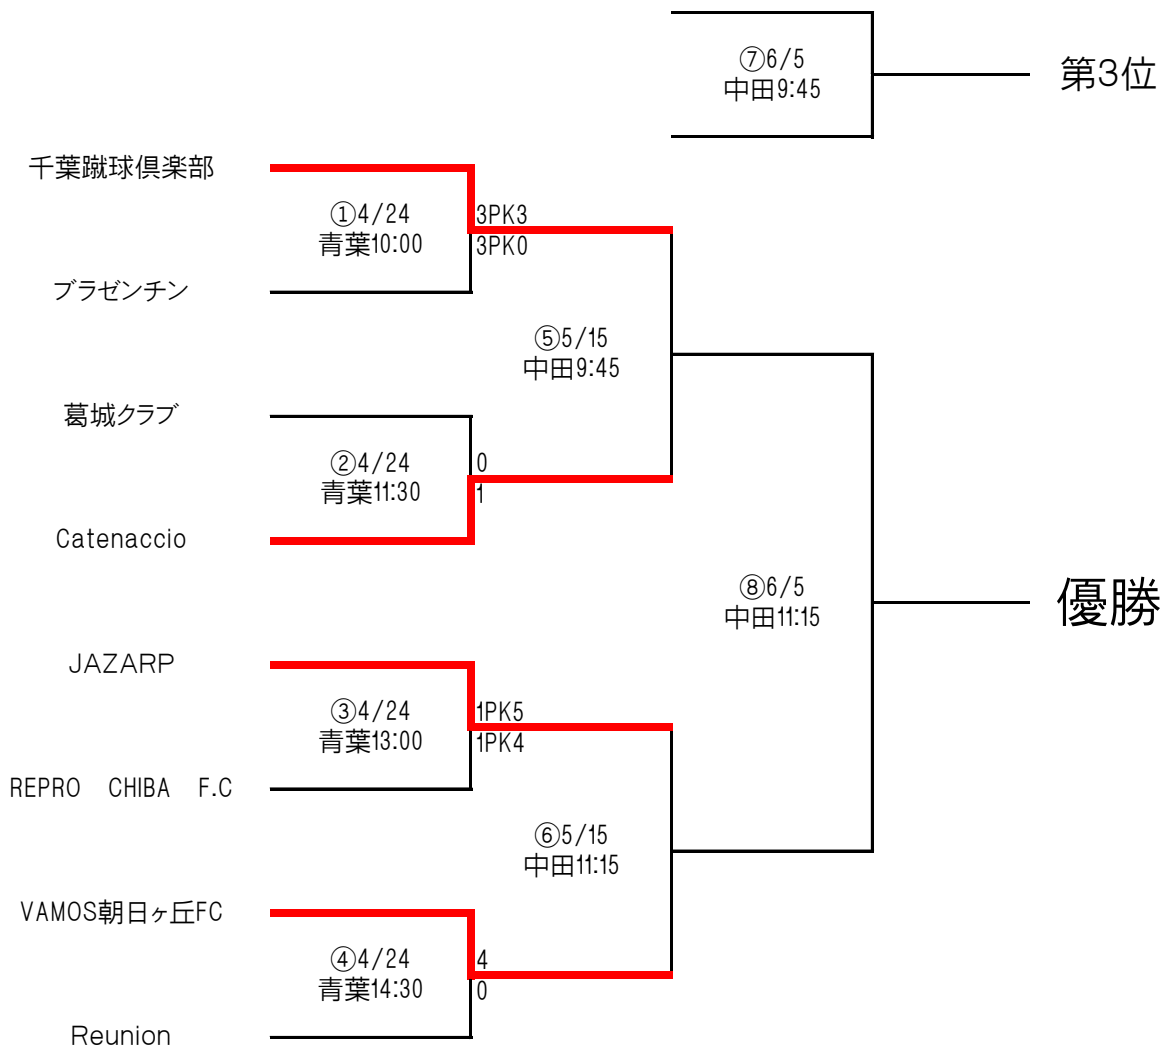 ⑦6/5
中田9:45
第3位
千葉蹴球倶楽部
①4/24
青葉10:00
3PK3
3PK0
ブラゼンチン
⑤5/15
中田9:45
葛城クラブ
②4/24
青葉11:30
0
1
Catenaccio
⑧6/5
中田11:15
優勝
JAZARP
③4/24
青葉13:00
1PK5
1PK4
REPRO　CHIBA　F.C
⑥5/15
中田11:15
VAMOS朝日ヶ丘FC
④4/24
青葉14:30
4
0
Reunion